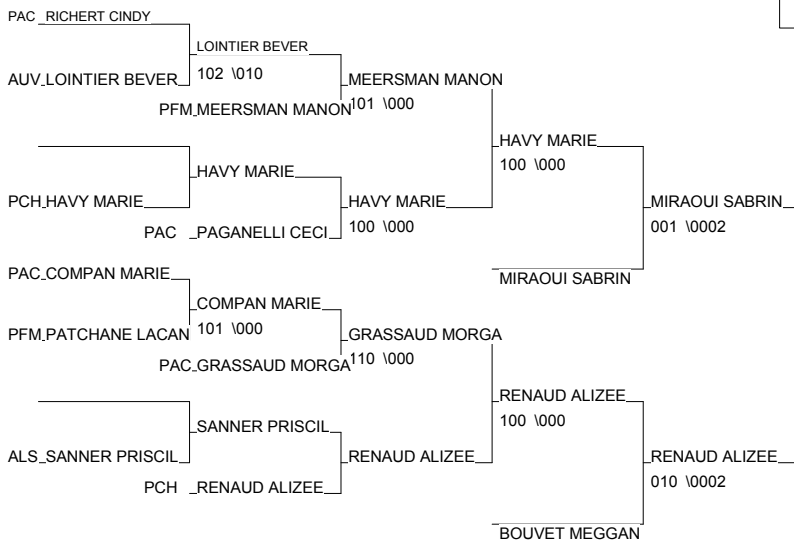 PAC RICHERT CINDY
LOINTIER BEVER
AUV LOINTIER BEVER 102 \010 MEERSMAN MANON
PFM MEERSMAN MANON 101 \000
HAVY MARIE
100 \000
HAVY MARIE
PCH HAVY MARIE HAVY MARIE MIRAOUI SABRIN
PAC PAGANELLI CECI 100 \000 001 \0002
PAC COMPAN MARIE MIRAOUI SABRIN
COMPAN MARIE
PFM PATCHANE LACAN 101 \000 GRASSAUD MORGA
PAC GRASSAUD MORGA 110 \000
RENAUD ALIZEE
100 \000
SANNER PRISCIL
ALS SANNER PRISCIL RENAUD ALIZEE RENAUD ALIZEE
PCH RENAUD ALIZEE 010 \0002
BOUVET MEGGAN